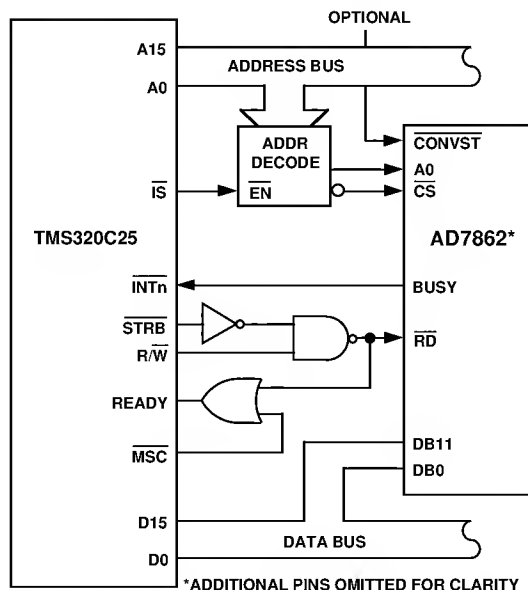 OPTIONAL
A15
ADDRESS BUS
A0
ADDR
DECODE
CONVST
A0
IS
EN
CS
TMS320C25
AD7862*
INTn
BUSY
STRB
RD
R/W
READY
MSC
DB11
DB0
D15
DATA BUS
D0
*ADDITIONAL PINS OMITTED FOR CLARITY